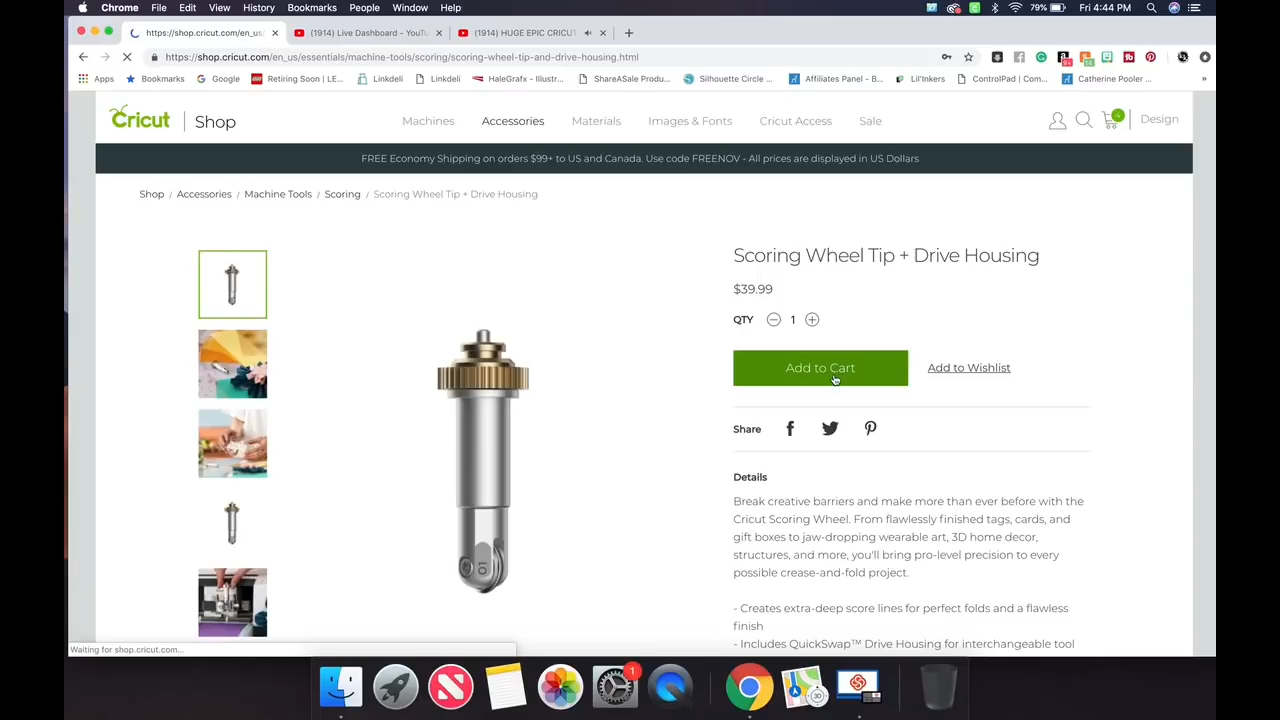 Chrome File Edit View History Bookmarks People Window Help
79% Fri 4:44 PM
https://shop.cricut.com/en_us/
(1914) Live Dashboard - YouTu
(1914) HUGE EPIC CRICUT
https://shop.cricut.com/en_us/essentials/machine-tools/scoring/scoring-wheel-tip-and-drive-housing.html
Apps Bookmarks Google Retiring Soon | LE... Linkdeli Linkdeli HaleGrafx - Illustr... ShareASale Produ... Silhouette Circle ... Affiliates Panel - B... Lil'Inkers ControlPad | Com... Catherine Pooler ... »
Cricut Shop
Machines Accessories Materials Images & Fonts Cricut Access Sale
4 Design
FREE Economy Shipping on orders $99+ to US and Canada. Use code FREENOV - All prices are displayed in US Dollars
Shop / Accessories / Machine Tools / Scoring / Scoring Wheel Tip + Drive Housing
Scoring Wheel Tip + Drive Housing
$39.99
QTY 1
Add to Cart Add to Wishlist
Share
Details
Break creative barriers and make more than ever before with the
Cricut Scoring Wheel. From flawlessly finished tags, cards, and
gift boxes to jaw-dropping wearable art, 3D home decor,
structures, and more, you'll bring pro-level precision to every
possible crease-and-fold project.
- Creates extra-deep score lines for perfect folds and a flawless
finish
- Includes QuickSwap™ Drive Housing for interchangeable tool
Waiting for shop.cricut.com...
1
3D